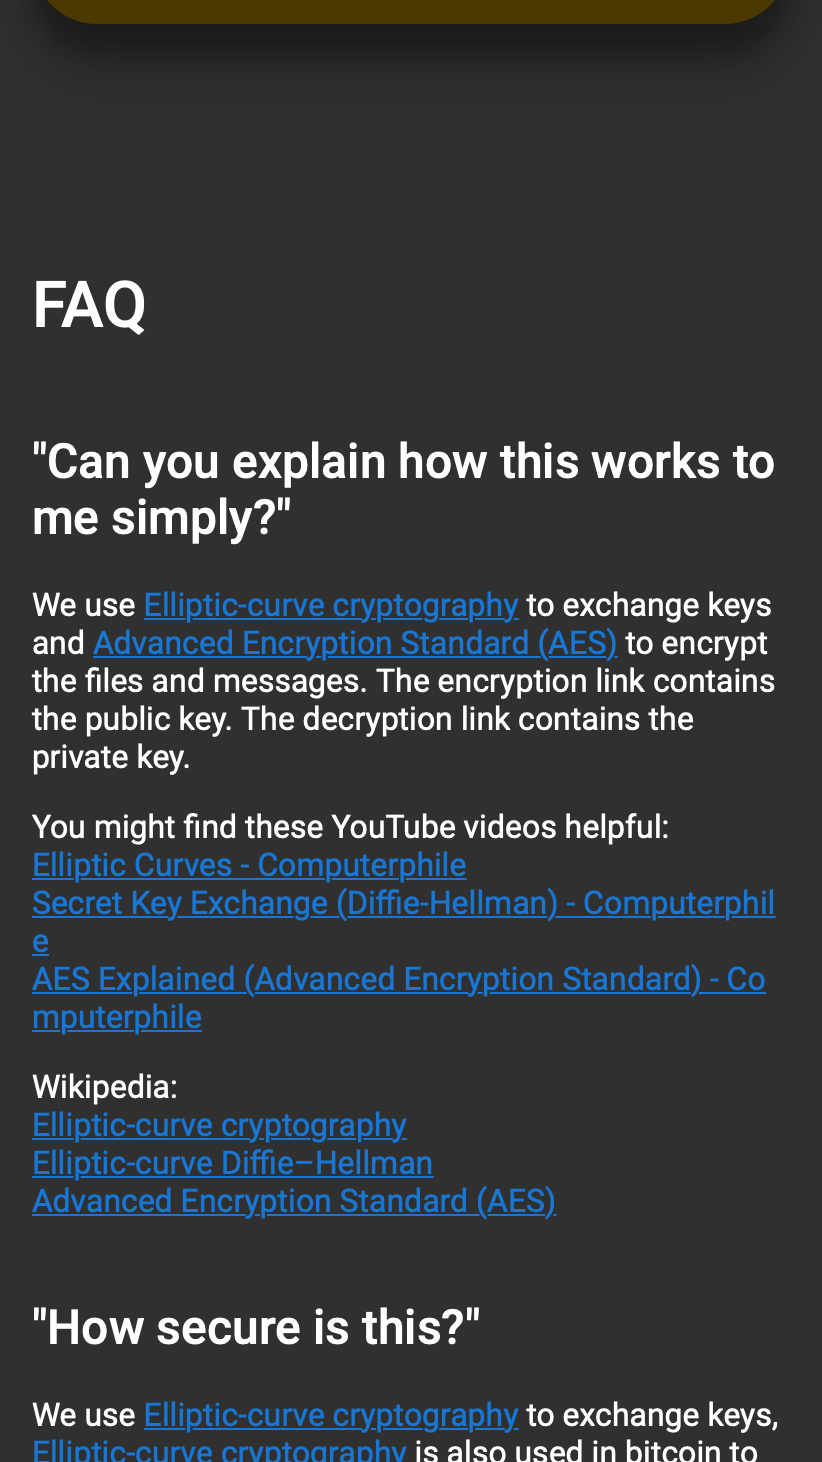 FAQ
"Can you explain how this works to
me simply?"
We use Elliptic-curve cryptography to exchange keys
and Advanced Encryption Standard (AES) to encrypt
the files and messages. The encryption link contains
the public key. The decryption link contains the
private key.
You might find these YouTube videos helpful:
Elliptic Curves - Computerphile
Secret Key Exchange (Diffie-Hellman) - Computerphil
e
AES Explained (Advanced Encryption Standard) - Co
mputerphile
Wikipedia:
Elliptic-curve cryptography
Elliptic-curve Diffie–Hellman
Advanced Encryption Standard (AES)
"How secure is this?"
We use Elliptic-curve cryptography to exchange keys,
Elliptic-curve cryptography is also used in bitcoin to